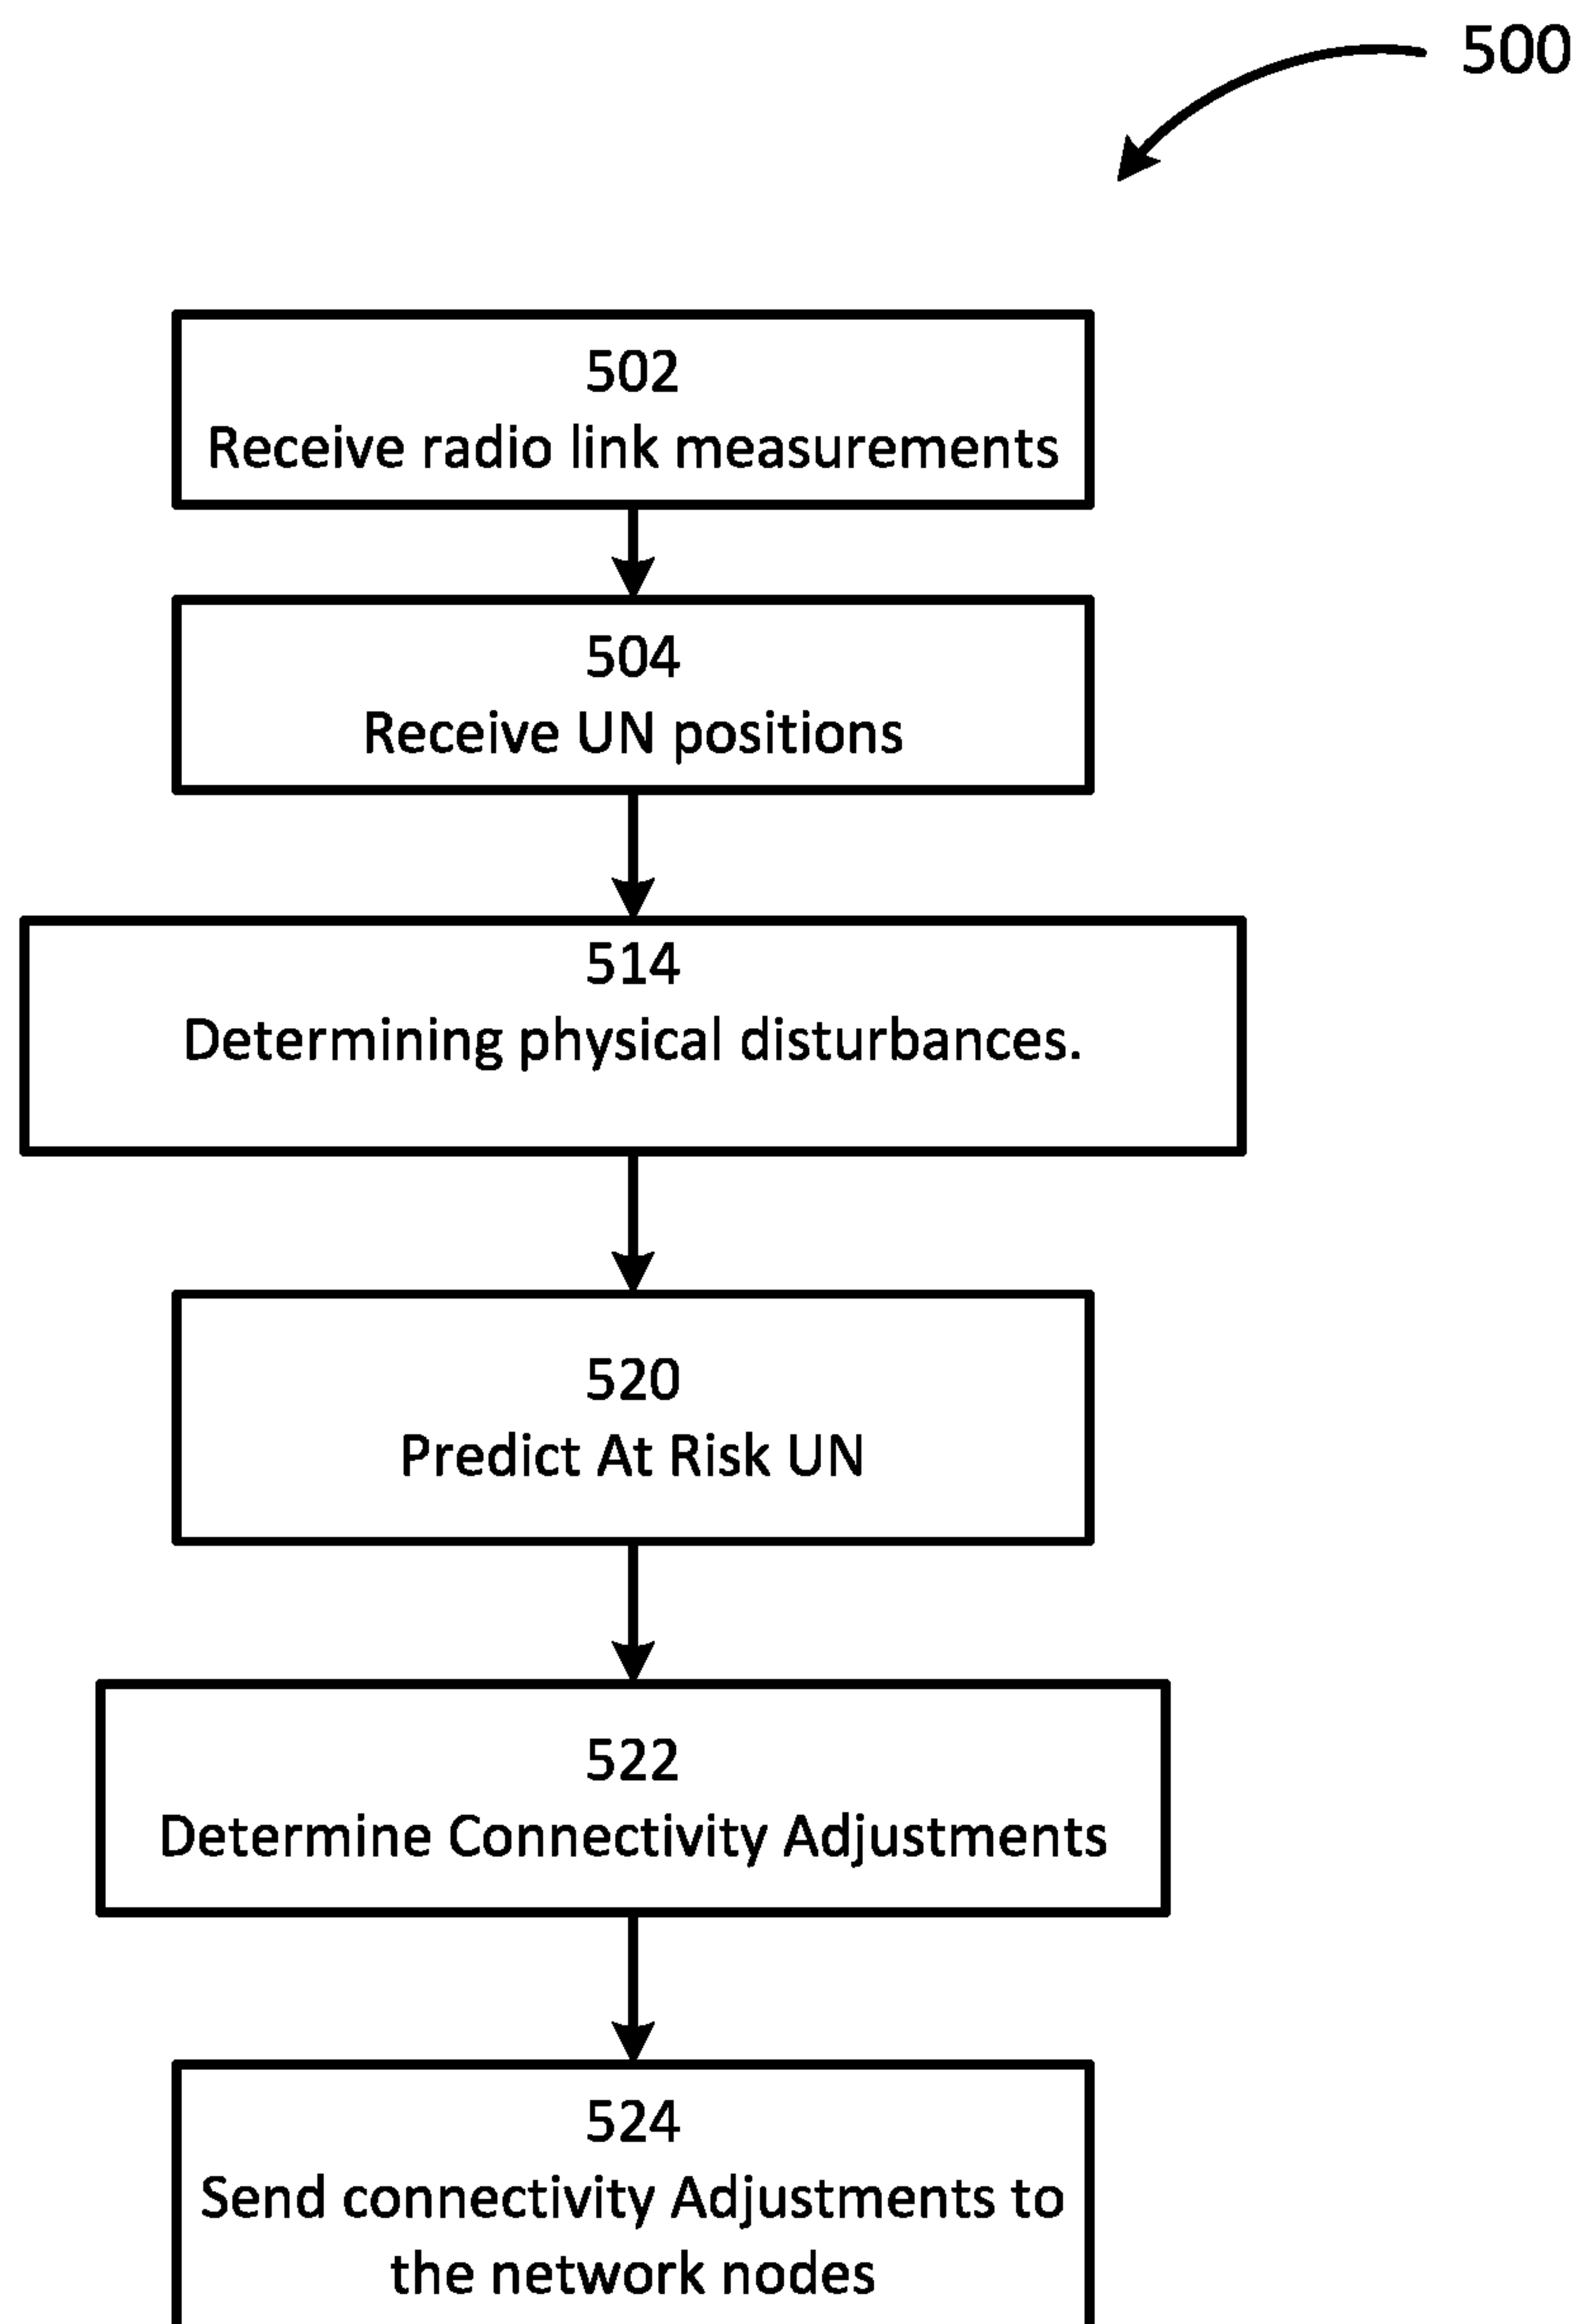 500
502
Receive radio link measurements
504
Receive UN positions
514
Determining physical disturbances.
520
Predict At Risk UN
522
Determine Connectivity Adjustments
524
Send connectivity Adjustments to
the network nodes